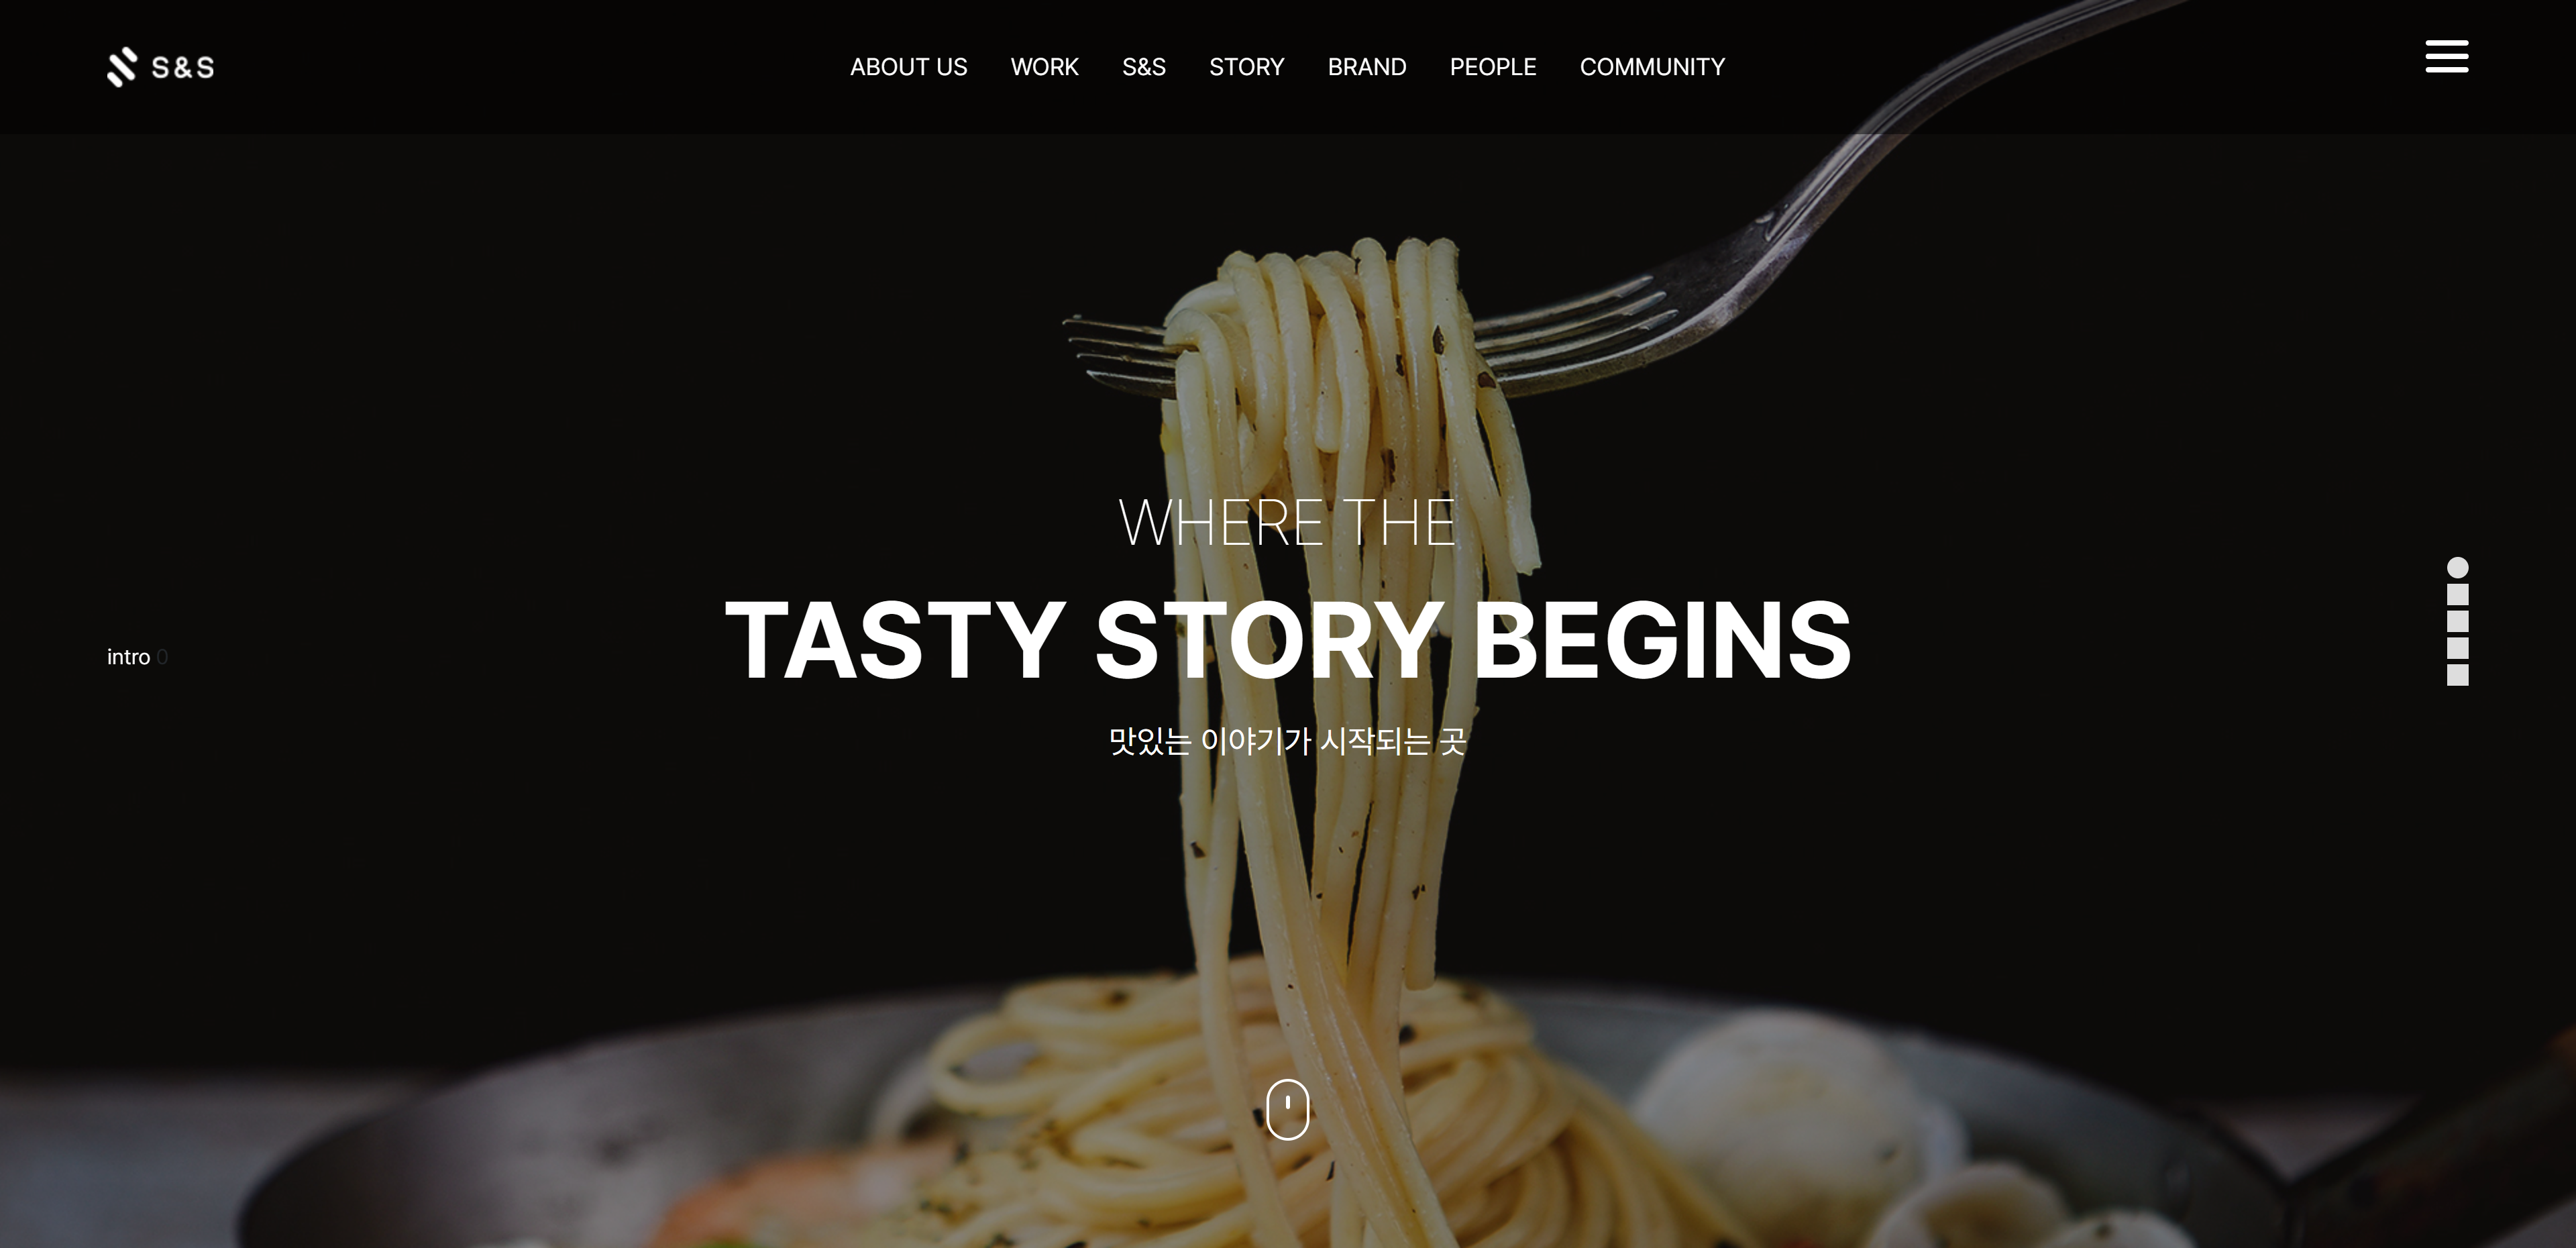 S&S
ABOUT US WORK S&S STORY BRAND PEOPLE COMMUNITY
WHERE THE
TASTY STORY BEGINS
intro 0
맛있는 이야기가 시작되는 곳